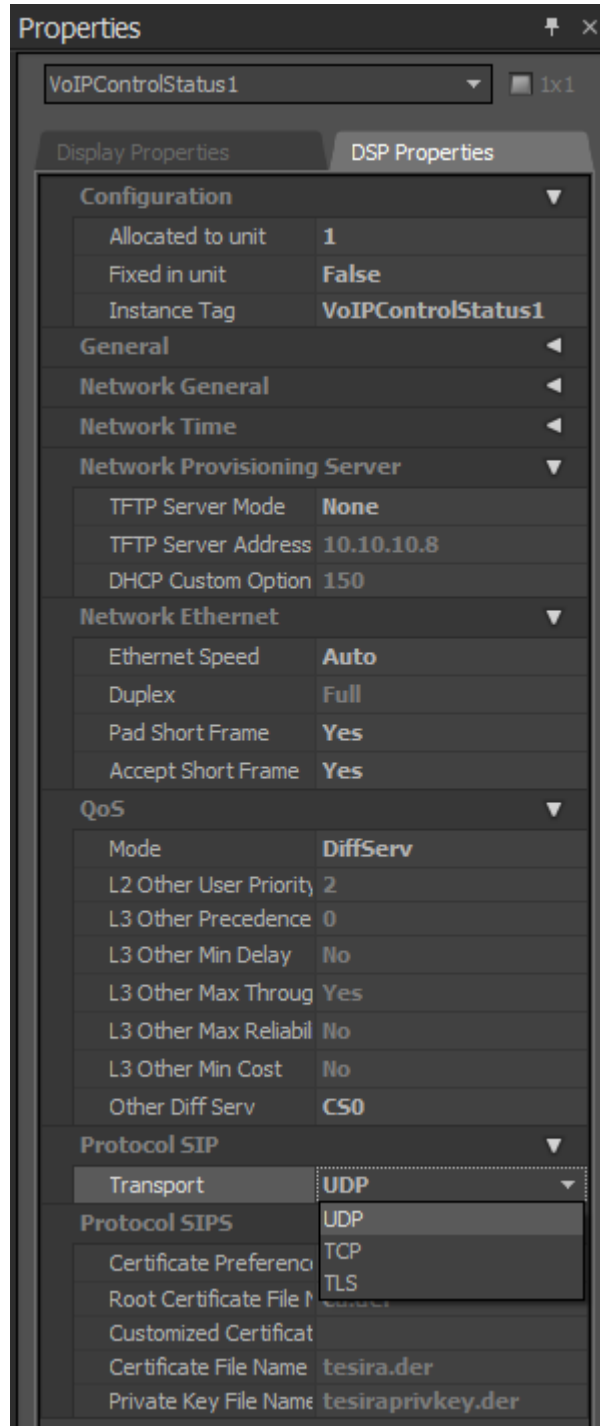 Properties
VoIPControlStatus1 1x1
Display Properties DSP Properties
Configuration
Allocated to unit 1
Fixed in unit False
Instance Tag VoIPControlStatus1
General
Network General
Network Time
Network Provisioning Server
TFTP Server Mode None
TFTP Server Address 10.10.10.8
DHCP Custom Option 150
Network Ethernet
Ethernet Speed Auto
Duplex Full
Pad Short Frame Yes
Accept Short Frame Yes
QoS
Mode DiffServ
L2 Other User Priority 2
L3 Other Precedence 0
L3 Other Min Delay No
L3 Other Max Throug Yes
L3 Other Max Reliabil No
L3 Other Min Cost No
Other Diff Serv CS0
Protocol SIP
Transport UDP
Protocol SIPS UDP
Certificate Preferenc TCP
Root Certificate File TLS
Customized Certificat
Certificate File Name tesira.der
Private Key File Name tesiraprivkey.der